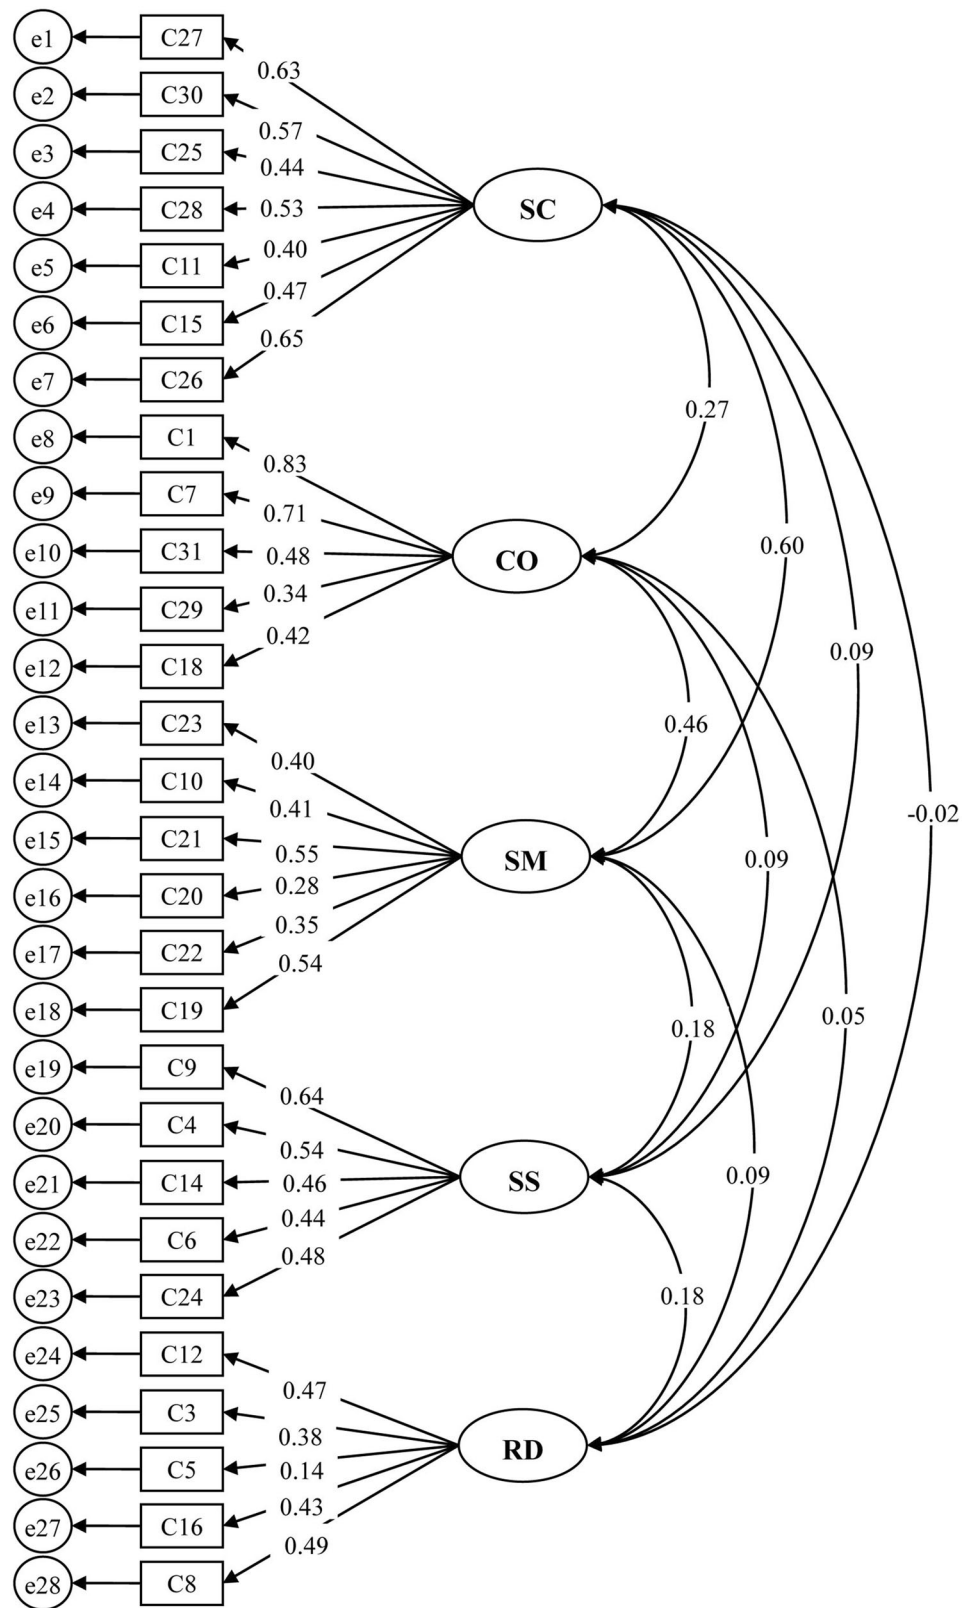 e1 C27
0.63
e2 C30
0.57
e3 C25
0.44
e4 C28 0.53 SC
e5 C11 0.40
e6 C15 0.47
0.65
e7 C26
0.27
e8 C1
0.83
e9 C7
0.71
e10 C31 0.48 CO 0.60
e11 C29 0.34
0.42
e12 C18 0.09
e13 C23 0.46
0.40
e14 C10
0.41 -0.02
e15 C21
0.55 SM 0.09
e16 C20 0.28
0.35
e17 C22
0.54
e18 C19 0.18 0.05
e19 C9
0.64
e20 C4
0.54
e21 C14 0.46 SS 0.09
e22 C6 0.44
0.48
e23 C24 0.18
e24 C12
0.47
e25 C3
0.38 RD
e26 C5 0.14
0.43
e27 C16
0.49
e28 C8